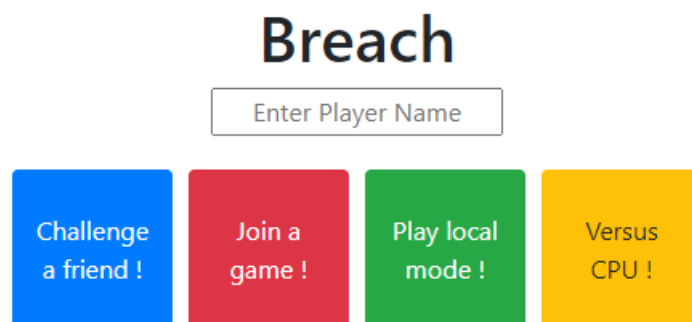 Breach
Enter Player Name
Challenge
a friend !
Join a
game !
Play local
mode !
Versus
CPU !